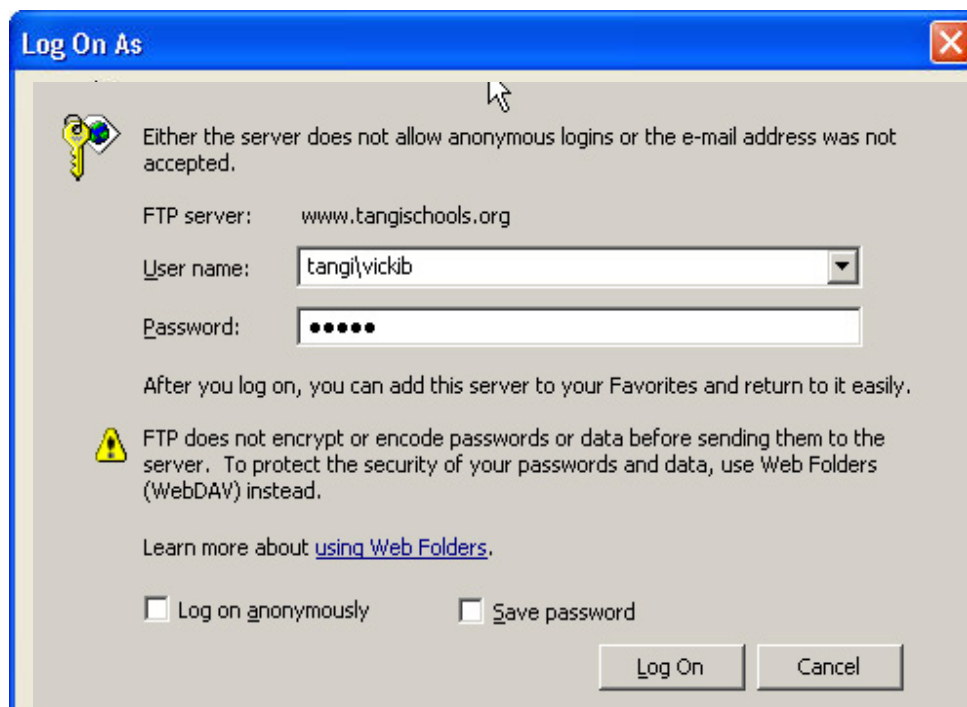 Log On As
Either the server does not allow anonymous logins or the e-mail address was not
accepted.
FTP server: www.tangischools.org
User name: tangi\vickib
Password: •••••
After you log on, you can add this server to your Favorites and return to it easily.
FTP does not encrypt or encode passwords or data before sending them to the
server. To protect the security of your passwords and data, use Web Folders
(WebDAV) instead.
Learn more about using Web Folders.
Log on anonymously Save password
Log On Cancel